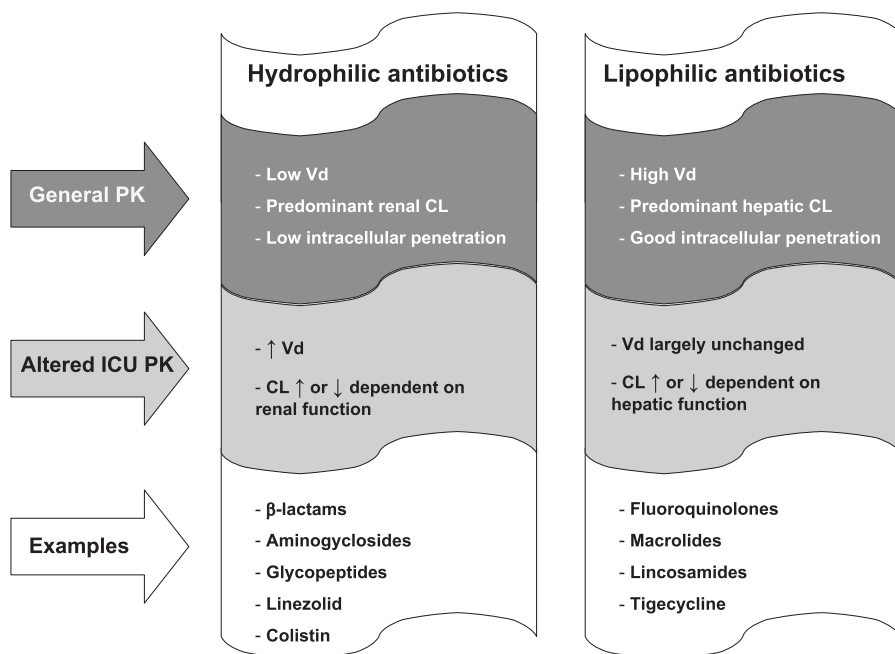 Hydrophilic antibiotics
Lipophilic antibiotics
General PK
- Low Vd
- Predominant renal CL
- Low intracellular penetration
- High Vd
- Predominant hepatic CL
- Good intracellular penetration
Altered ICU PK
- ↑ Vd
- CL ↑ or ↓ dependent on
renal function
- Vd largely unchanged
- CL ↑ or ↓ dependent on
hepatic function
Examples
- β-lactams
- Aminogyclosides
- Glycopeptides
- Linezolid
- Colistin
- Fluoroquinolones
- Macrolides
- Lincosamides
- Tigecycline